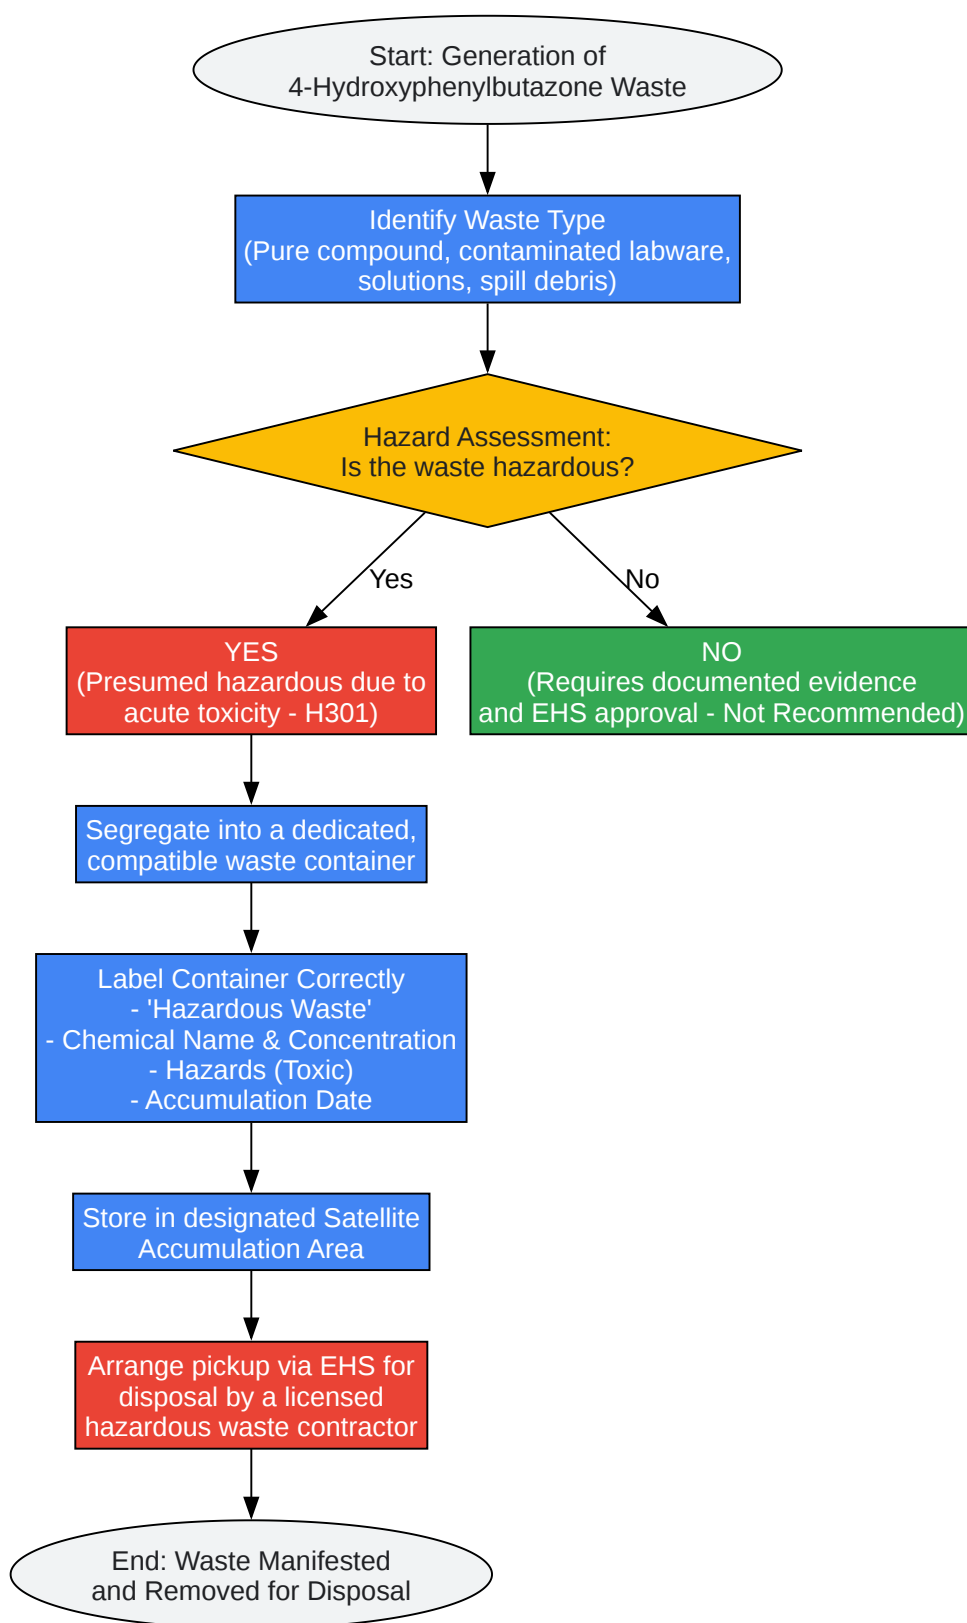 Start: Generation of
4-Hydroxyphenylbutazone Waste
Identify Waste Type
(Pure compound, contaminated labware,
solutions, spill debris)
Hazard Assessment:
Is the waste hazardous?
Yes
No
YES
(Presumed hazardous due to
acute toxicity - H301)
NO
(Requires documented evidence
and EHS approval - Not Recommended)
Segregate into a dedicated,
compatible waste container
Label Container Correctly
- 'Hazardous Waste'
- Chemical Name & Concentration
- Hazards (Toxic)
- Accumulation Date
Store in designated Satellite
Accumulation Area
Arrange pickup via EHS for
disposal by a licensed
hazardous waste contractor
End: Waste Manifested
and Removed for Disposal